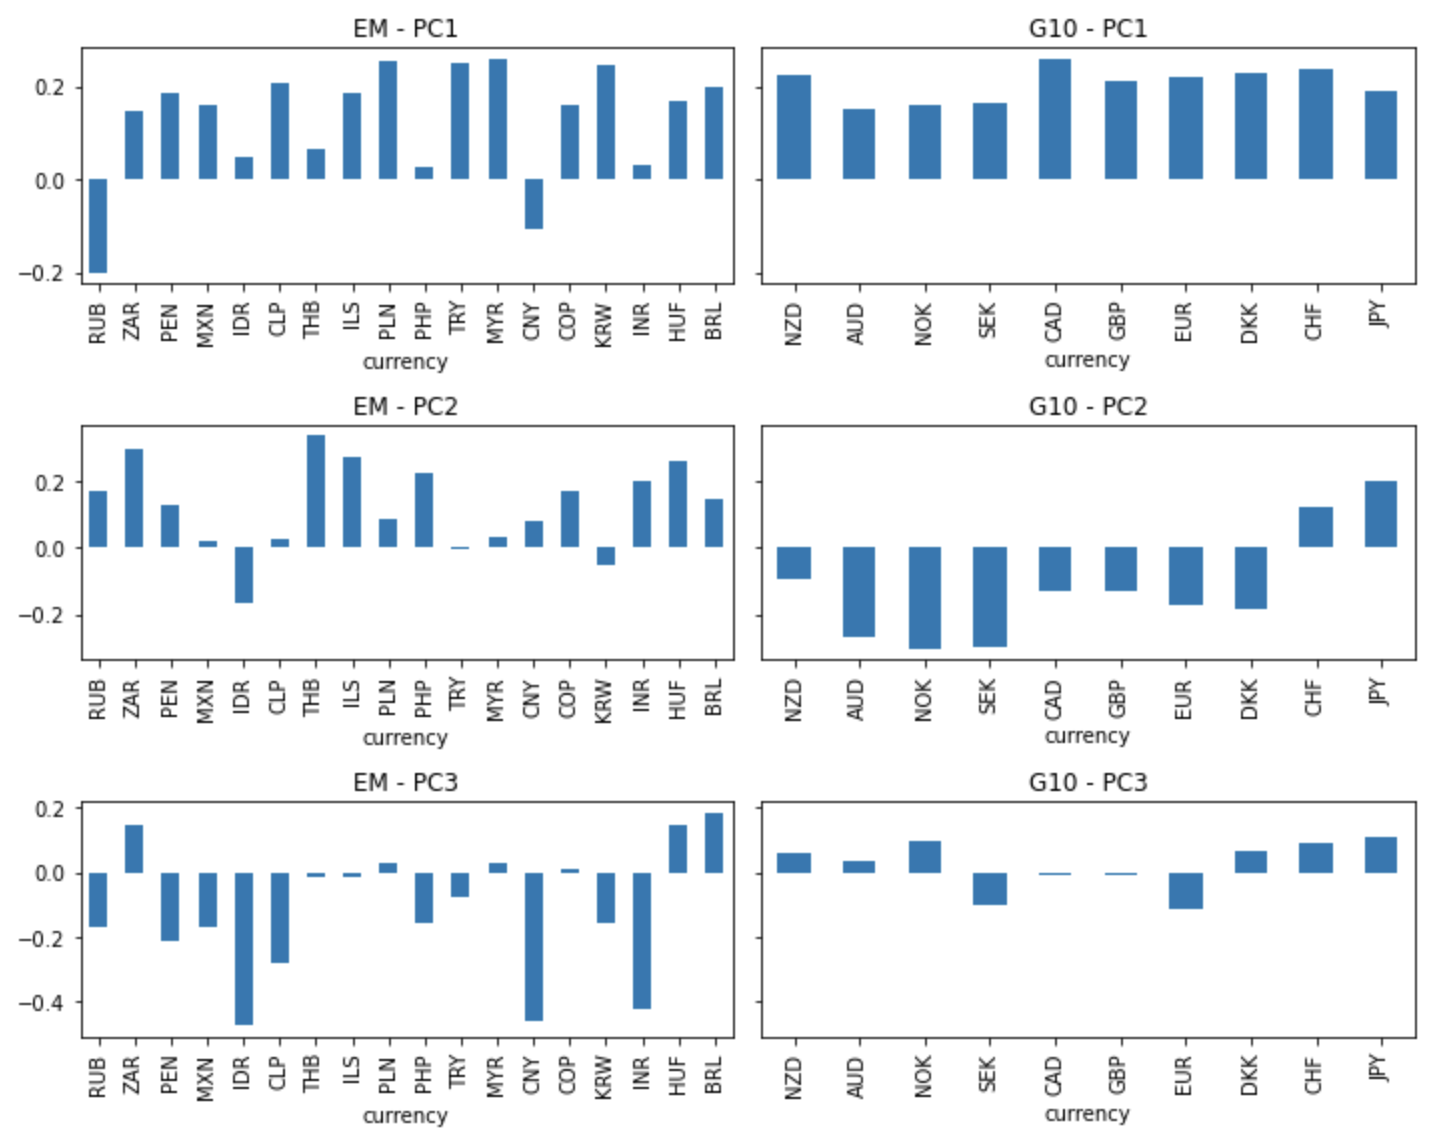 EM - PC1
G10 - PC1
0.2
0.0
−0.2
RUB ZAR PEN MXN IDR CLP THB ILS PLN PHP TRY MYR CNY COP KRW INR HUF BRL
NZD AUD NOK SEK CAD GBP EUR DKK CHF JPY
currency
currency
EM - PC2
G10 - PC2
0.2
0.0
−0.2
RUB ZAR PEN MXN IDR CLP THB ILS PLN PHP TRY MYR CNY COP KRW INR HUF BRL
NZD AUD NOK SEK CAD GBP EUR DKK CHF JPY
currency
currency
EM - PC3
G10 - PC3
0.2
0.0
−0.2
−0.4
RUB ZAR PEN MXN IDR CLP THB ILS PLN PHP TRY MYR CNY COP KRW INR HUF BRL
NZD AUD NOK SEK CAD GBP EUR DKK CHF JPY
currency
currency